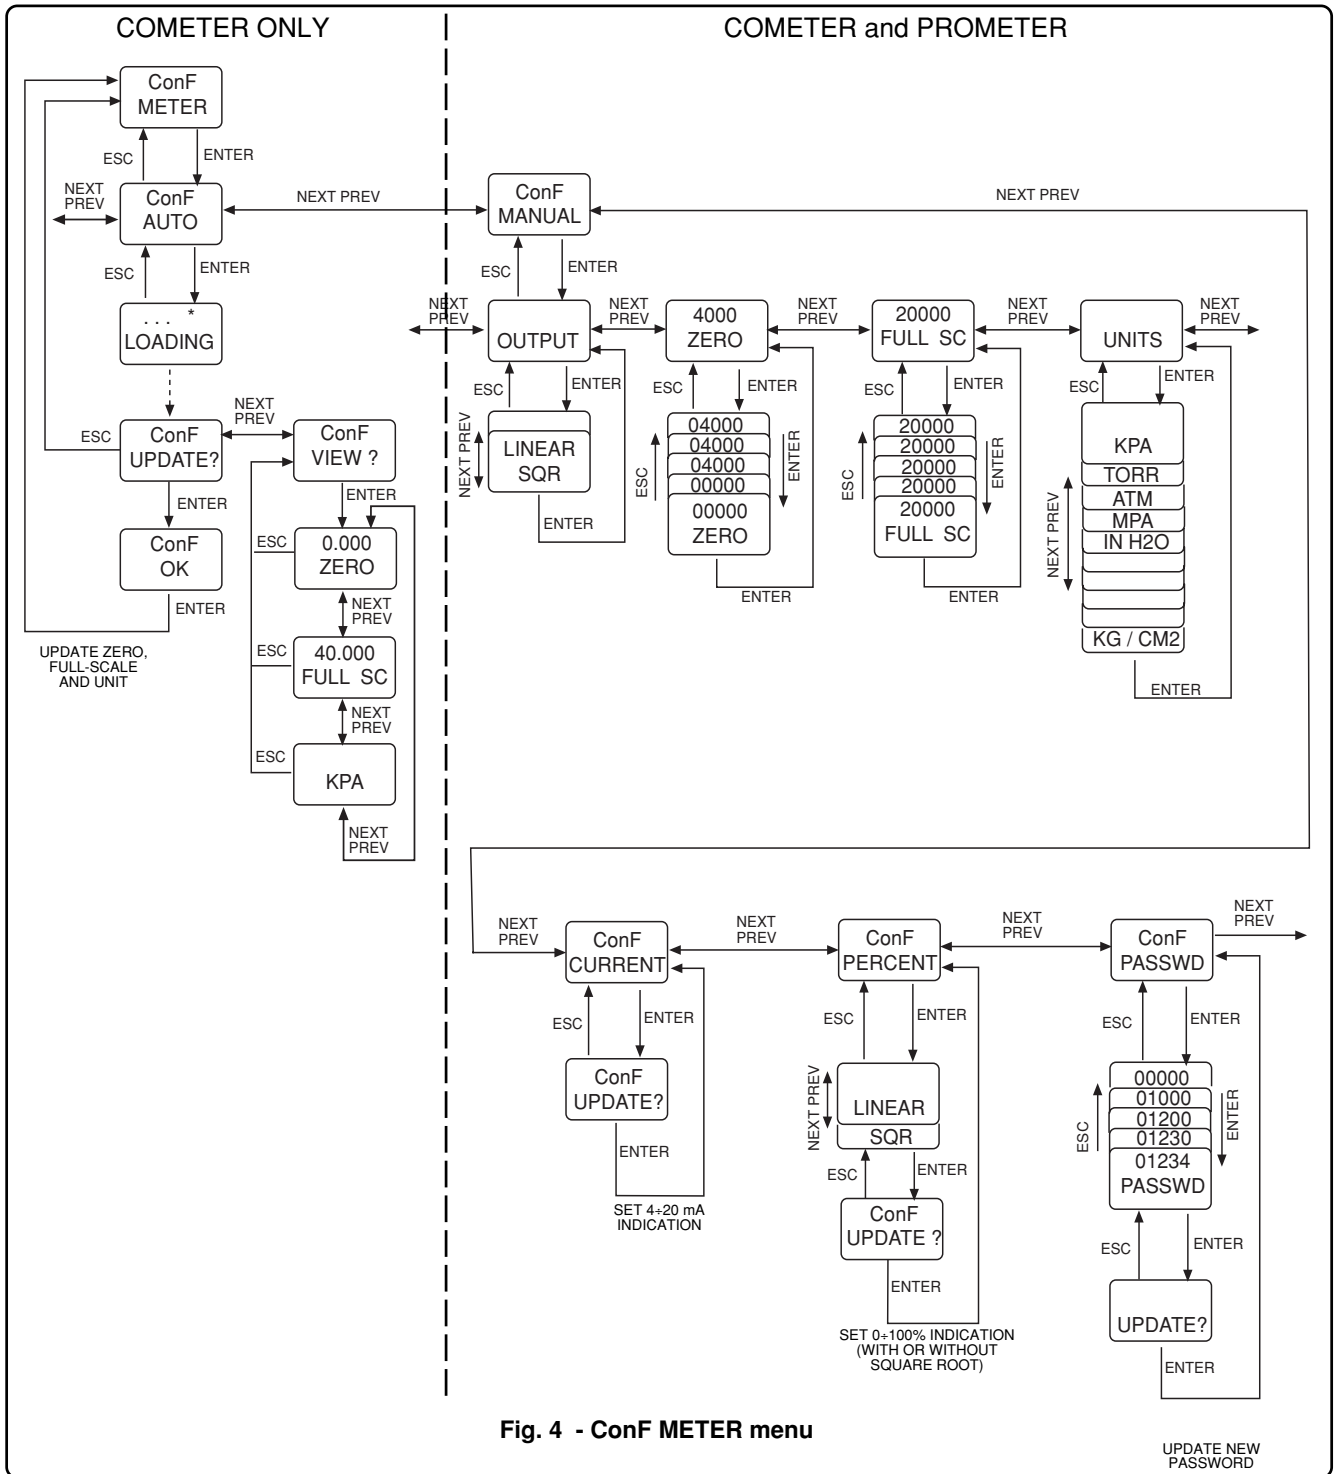 COMETER ONLY
COMETER and PROMETER
ConF
METER
ESC
ENTER
NEXT
PREV
ConF
AUTO
NEXT PREV
ConF
MANUAL
NEXT PREV
ESC
ENTER
. . . *
LOADING
ESC
ENTER
NEXT
PREV
OUTPUT
NEXT
PREV
4000
ZERO
NEXT
PREV
20000
FULL SC
NEXT
PREV
UNITS
NEXT
PREV
ESC
ENTER
NEXT PREV
LINEAR
SQR
ENTER
ESC
ENTER
04000
04000
04000
00000
00000
ZERO
ENTER
ESC
ENTER
20000
20000
20000
20000
20000
FULL SC
ENTER
ESC
ENTER
NEXT PREV
KPA
TORR
ATM
MPA
IN H2O
KG / CM2
ENTER
ESC
ConF
UPDATE?
NEXT
PREV
ConF
VIEW ?
ENTER
ENTER
ConF
OK
ENTER
UPDATE ZERO,
FULL-SCALE
AND UNIT
ESC
0.000
ZERO
NEXT
PREV
ESC
40.000
FULL SC
NEXT
PREV
ESC
KPA
NEXT
PREV
NEXT
PREV
ConF
CURRENT
NEXT
PREV
ConF
PERCENT
NEXT
PREV
ConF
PASSWD
NEXT
PREV
ESC
ENTER
ConF
UPDATE?
ENTER
SET 4÷20 mA
INDICATION
ESC
ENTER
NEXT PREV
LINEAR
SQR
ESC
ENTER
ConF
UPDATE ?
ENTER
SET 0÷100% INDICATION
(WITH OR WITHOUT
SQUARE ROOT)
ESC
ENTER
ESC
00000
01000
01200
01230
01234
PASSWD
ENTER
ESC
ENTER
UPDATE?
ENTER
Fig. 4 - ConF METER menu
UPDATE NEW
PASSWORD